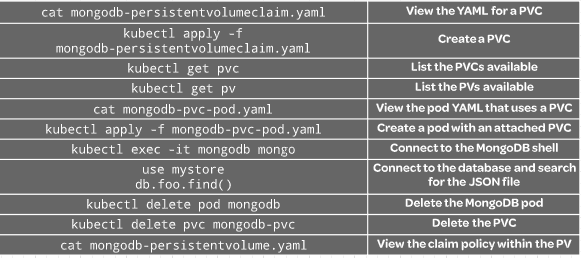 cat mongodb-persistentvolumeclaim.yaml
View the YAML for a PVC
kubectl apply -f
mongodb-persistentvolumeclaim.yaml
Create a PVC
kubectl get pvc
List the PVCs available
kubectl get pv
List the PVs available
cat mongodb-pvc-pod.yaml
View the pod YAML that uses a PVC
kubectl apply -f mongodb-pvc-pod.yaml
Create a pod with an attached PVC
kubectl exec -it mongodb mongo
Connect to the MongoDB shell
use mystore
db.foo.find()
Connect to the database and search
for the JSON file
kubectl delete pod mongodb
Delete the MongoDB pod
kubectl delete pvc mongodb-pvc
Delete the PVC
cat mongodb-persistentvolume.yaml
View the claim policy within the PV